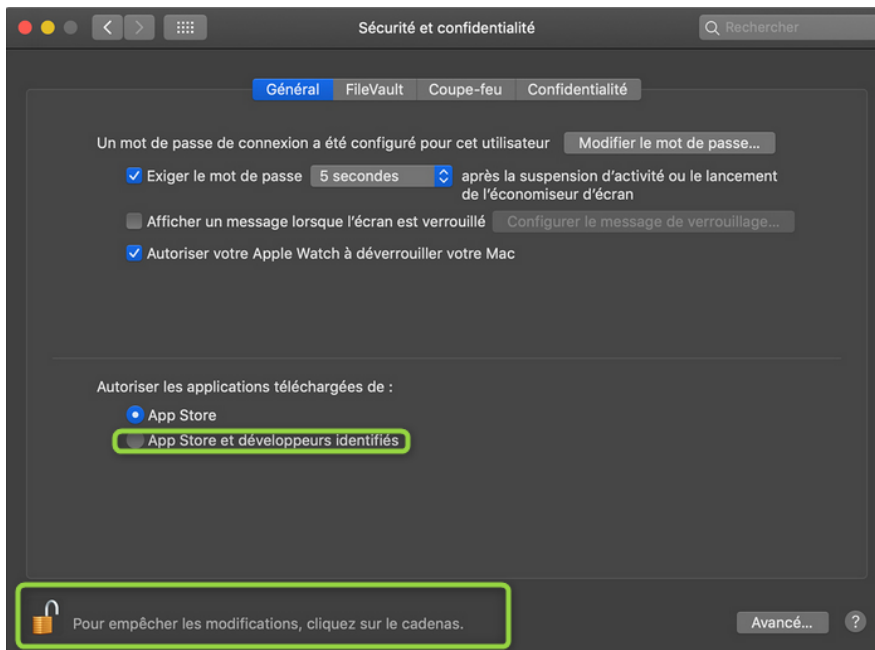 Sécurité et confidentialité
Rechercher
Général FileVault Coupe-feu Confidentialité
Un mot de passe de connexion a été configuré pour cet utilisateur Modifier le mot de passe...
Exiger le mot de passe 5 secondes après la suspension d'activité ou le lancement
de l'économiseur d'écran
Afficher un message lorsque l'écran est verrouillé Configurer le message de verrouillage...
Autoriser votre Apple Watch à déverrouiller votre Mac
Autoriser les applications téléchargées de :
App Store
App Store et développeurs identifiés
Pour empêcher les modifications, cliquez sur le cadenas.
Avancé... ?